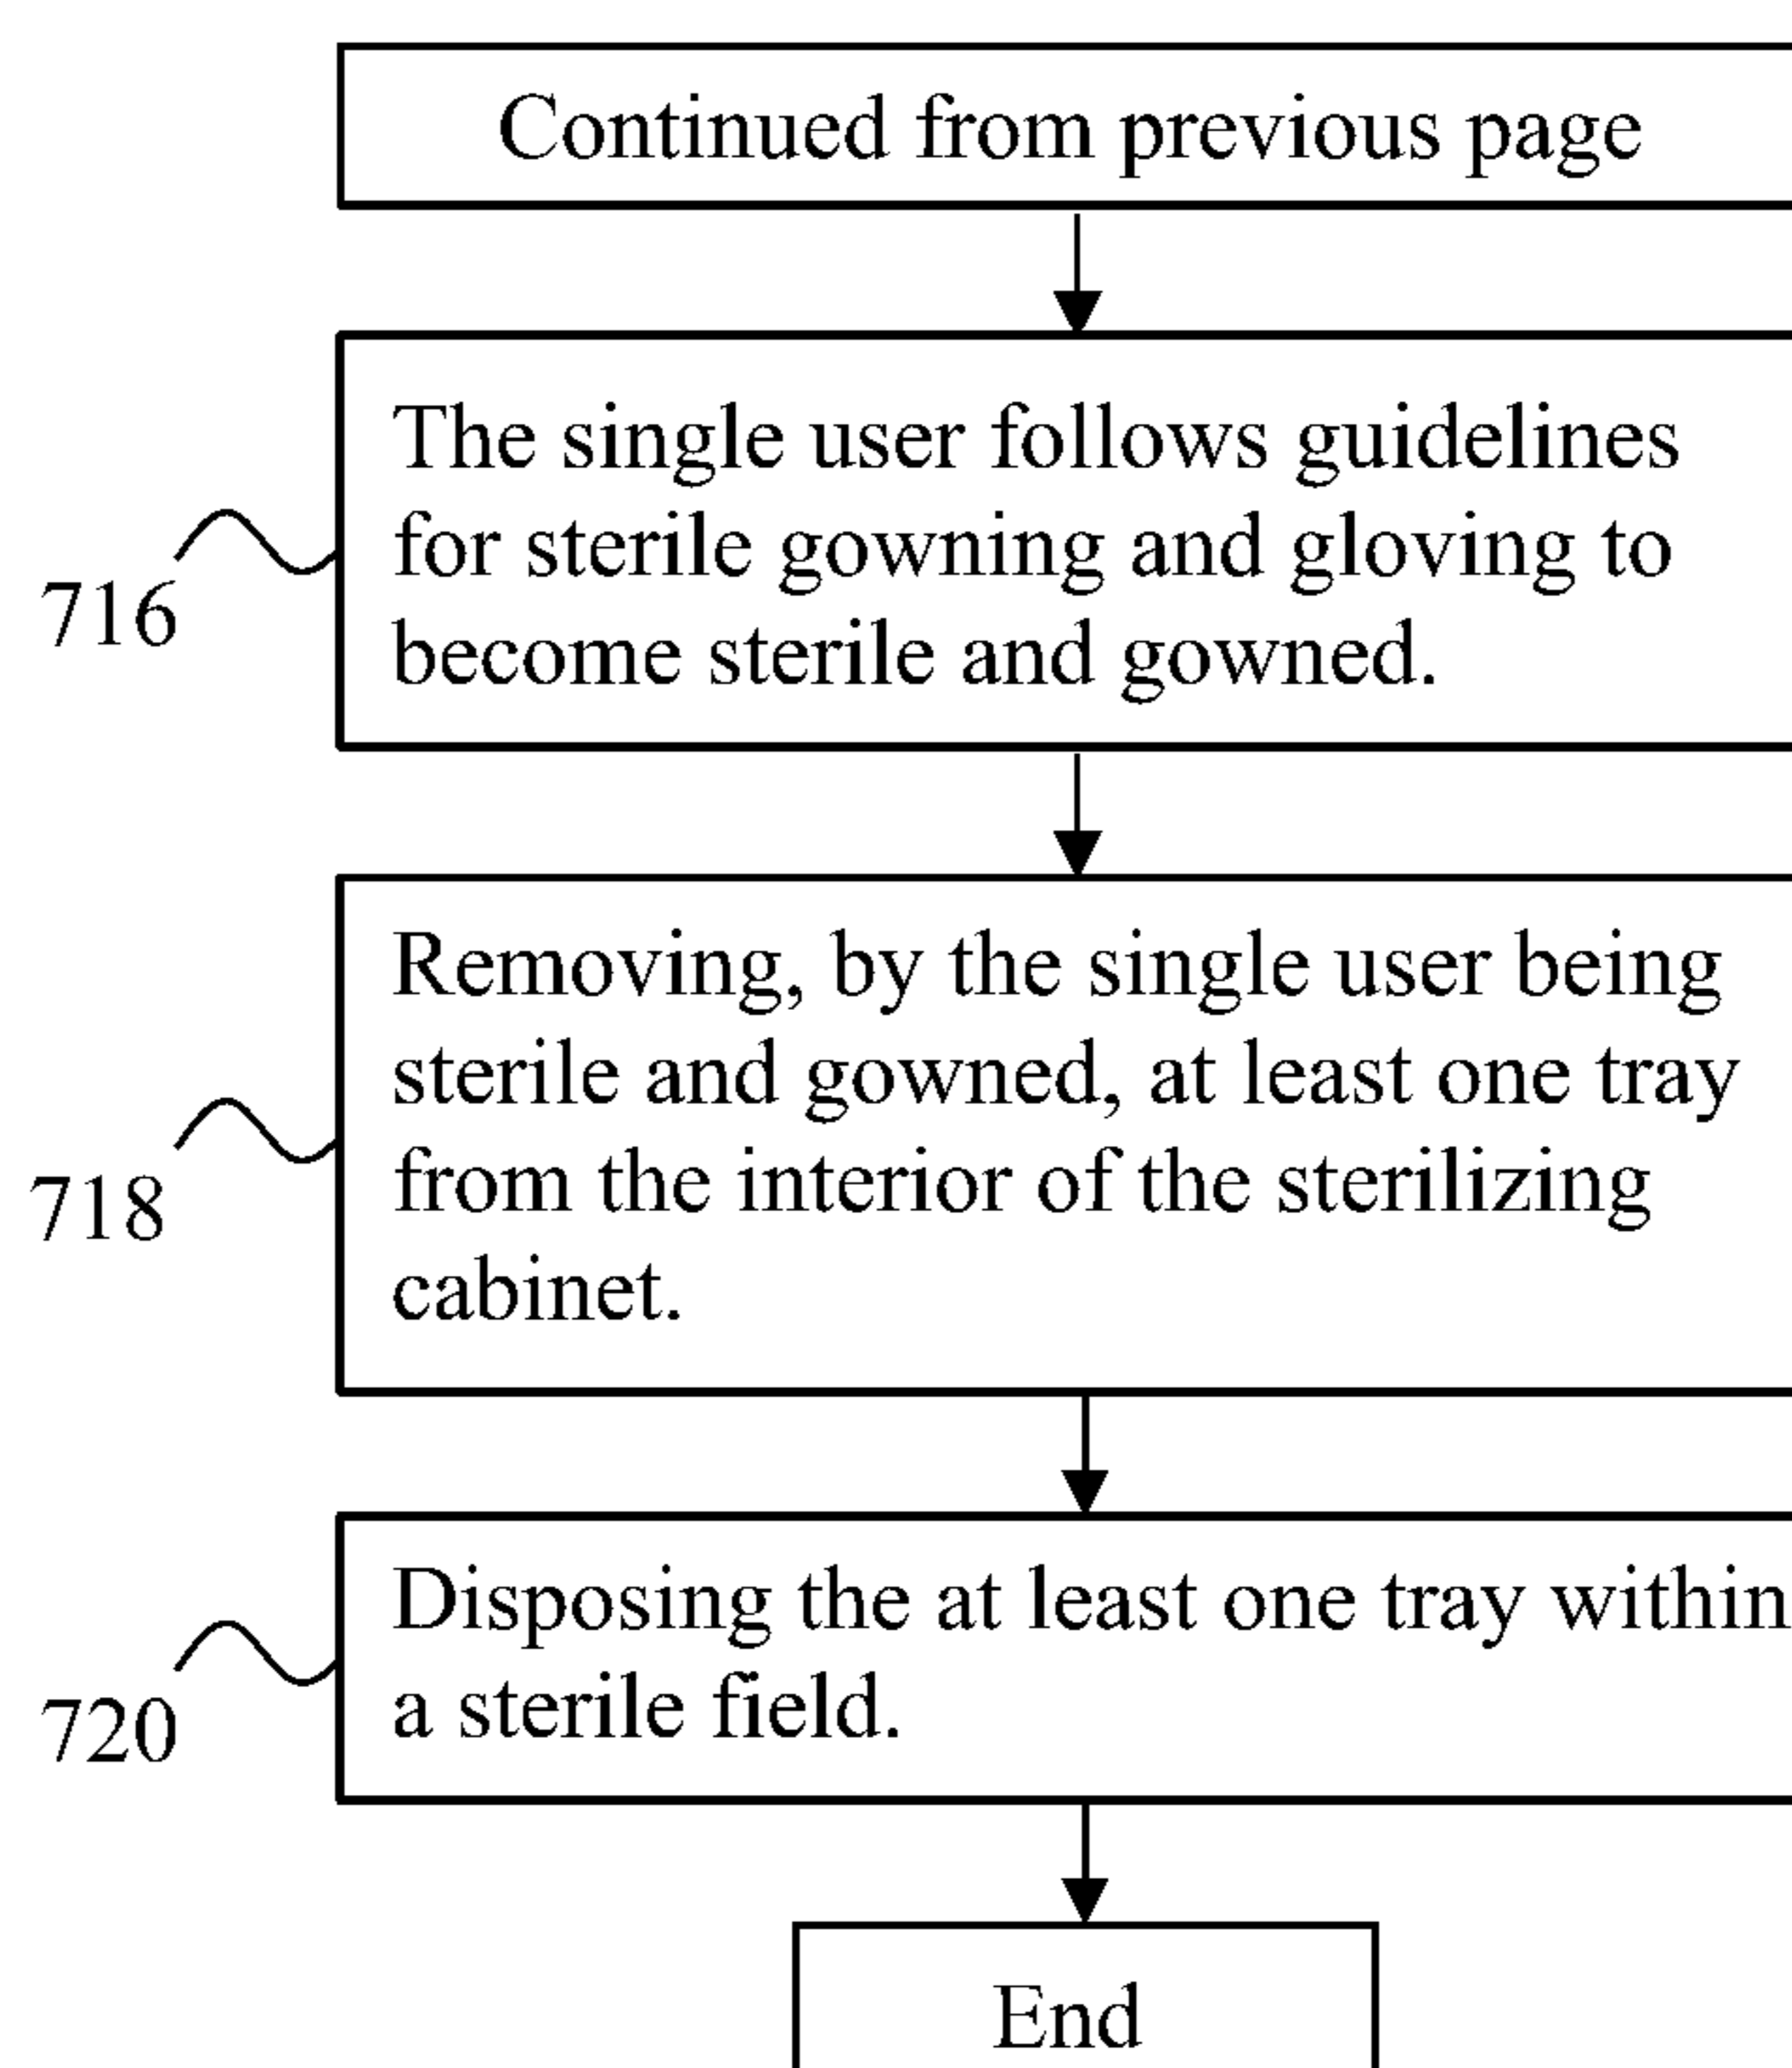 Continued from previous page
The single user follows guidelines
for sterile gowning and gloving to
become sterile and gowned.
716
Removing, by the single user being
sterile and gowned, at least one tray
from the interior of the sterilizing
cabinet.
718
Disposing the at least one tray within
a sterile field.
720
End